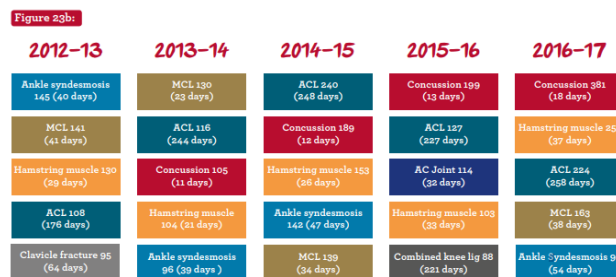 Figure 23b:
2012-13 2013-14 2014-15 2015-16 2016-17
Ankle syndesmosis
145 (40 days)
MCL 130
(23 days)
ACL 240
(248 days)
Concussion 199
(13 days)
Concussion 381
(18 days)
MCL 141
(41 days)
ACL 116
(244 days)
Concussion 189
(12 days)
ACL 127
(227 days)
Hamstring muscle 25
(37 days)
Hamstring muscle 130
(29 days)
Concussion 105
(11 days)
Hamstring muscle 153
(26 days)
AC Joint 114
(32 days)
ACL 224
(258 days)
ACL 108
(176 days)
Hamstring muscle
104 (21 days)
Ankle syndesmosis
142 (47 days)
Hamstring muscle 103
(33 days)
MCL 163
(38 days)
Clavicle fracture 95
(64 days)
Ankle syndesmosis
96 (39 days )
MCL 139
(34 days)
Combined knee lig 88
(221 days)
Ankle Syndesmosis 9
(54 days)